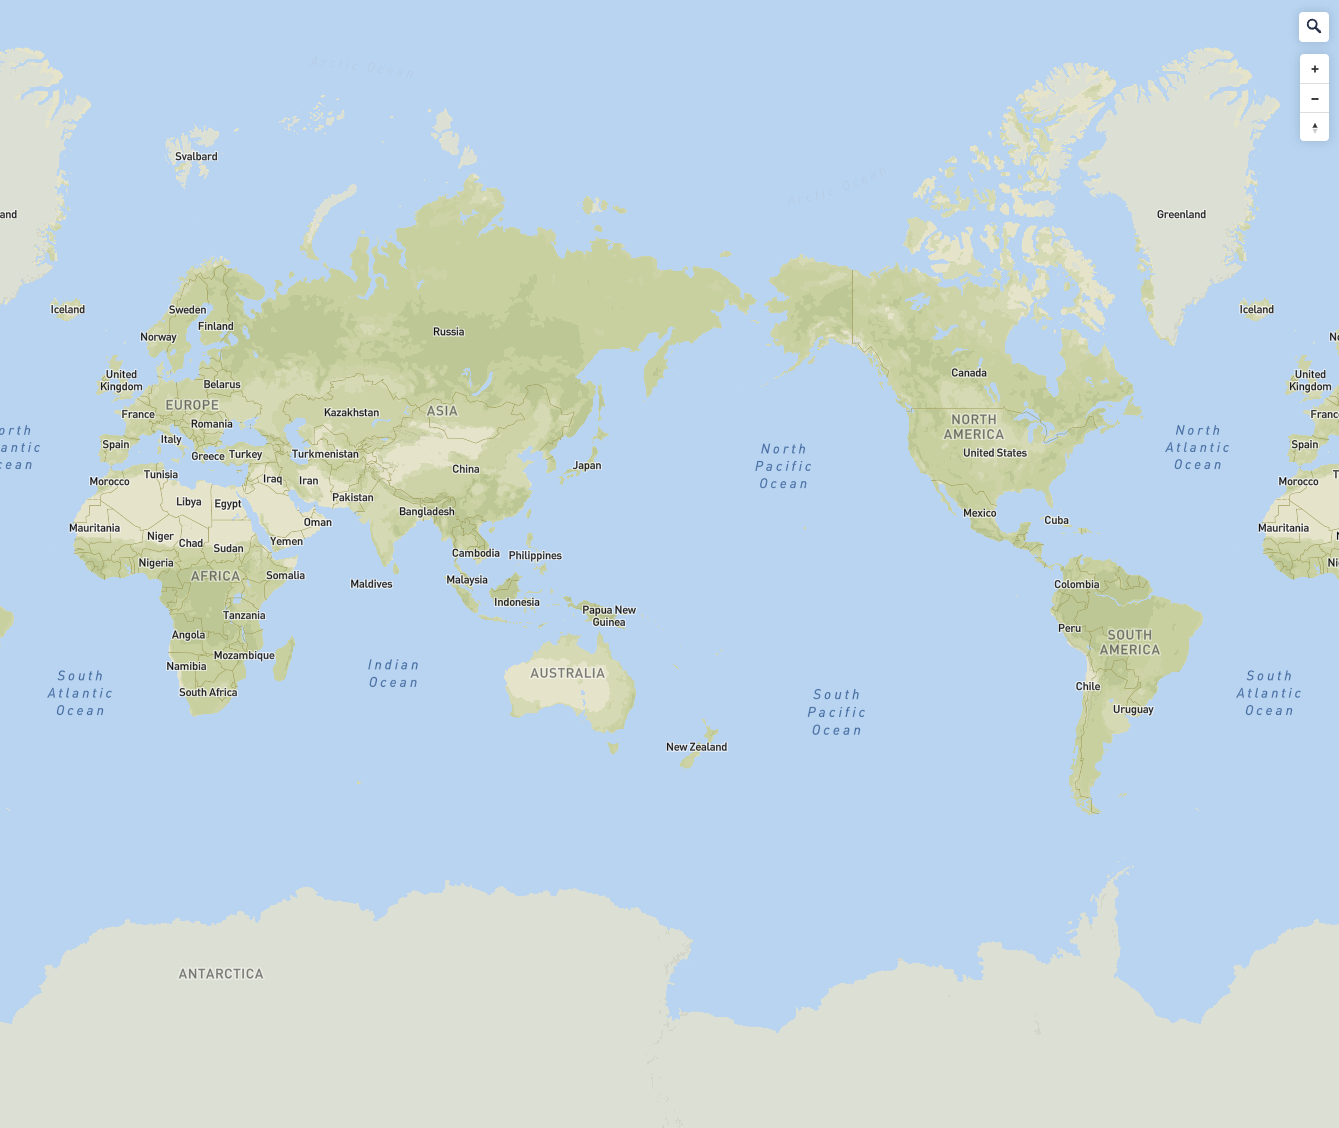 Arctic Ocean
Svalbard
Arctic Ocean
and
Greenland
Iceland
Sweden
Iceland
Finland
Norway
Russia
No
United
Kingdom
Belarus
Canada
United
Kingdom
EUROPE
France
Kazakhstan
ASIA
NORTH
AMERICA
Franc
Romania
orth
antic
cean
Italy
Spain
Greece
Turkey
Turkmenistan
United States
North
Atlantic
Ocean
Spain
North
Pacific
Ocean
Japan
China
Tunisia
Morocco
Iraq
Iran
Morocco
T
Pakistan
Libya
Egypt
Bangladesh
Mexico
Cuba
Oman
Mauritania
Mauritania
Niger
Chad
Sudan
Yemen
N
Cambodia
Philippines
Nigeria
Ni
AFRICA
Somalia
Maldives
Malaysia
Colombia
Indonesia
Papua New
Guinea
Tanzania
Peru
Angola
SOUTH
AMERICA
Mozambique
Namibia
Indian
Ocean
AUSTRALIA
South
Atlantic
Ocean
South Africa
South
Pacific
Ocean
Chile
South
Atlantic
Ocean
Uruguay
New Zealand
ANTARCTICA